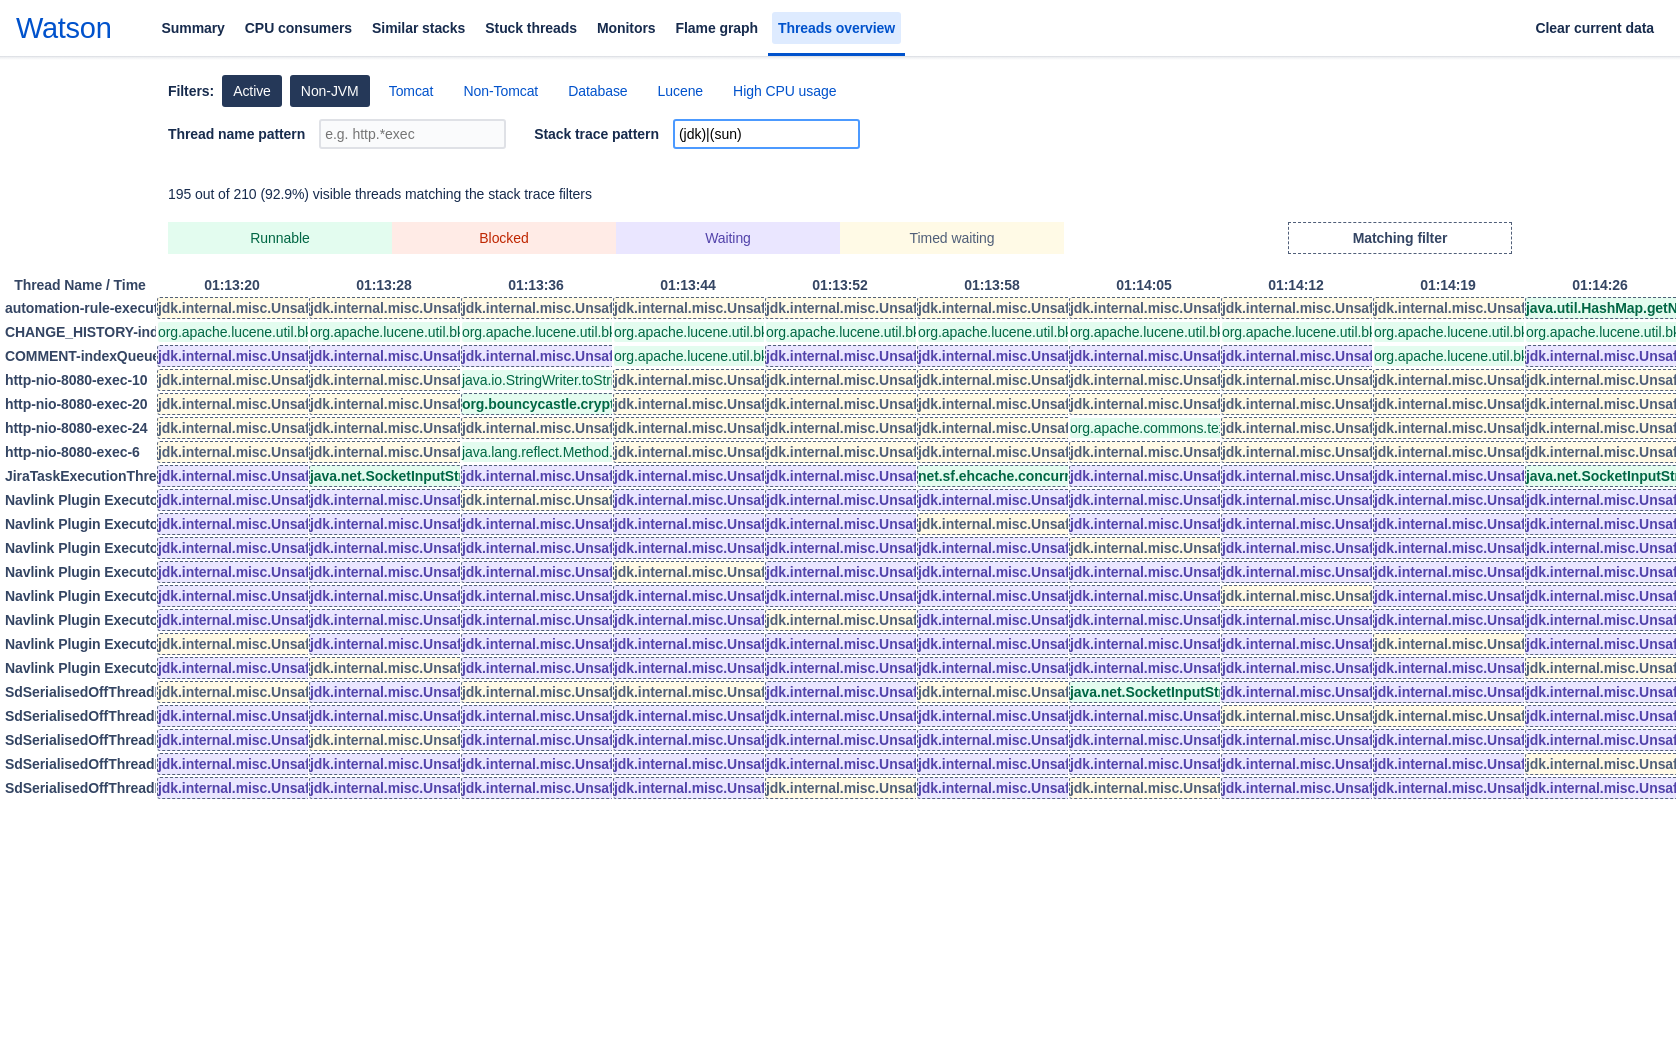 Watson Summary CPU consumers Similar stacks Stuck threads Monitors Flame graph Threads overview Clear current data
Filters: Active Non-JVM Tomcat Non-Tomcat Database Lucene High CPU usage
Thread name pattern e.g. http.*exec Stack trace pattern (jdk)|(sun)
195 out of 210 (92.9%) visible threads matching the stack trace filters
Runnable Blocked Waiting Timed waiting Matching filter
Thread Name / Time 01:13:20 01:13:28 01:13:36 01:13:44 01:13:52 01:13:58 01:14:05 01:14:12 01:14:19 01:14:26
automation-rule-execut jdk.internal.misc.Unsaf jdk.internal.misc.Unsaf jdk.internal.misc.Unsaf jdk.internal.misc.Unsaf jdk.internal.misc.Unsaf jdk.internal.misc.Unsaf jdk.internal.misc.Unsaf jdk.internal.misc.Unsaf jdk.internal.misc.Unsaf java.util.HashMap.getN
CHANGE_HISTORY-ind org.apache.lucene.util.bk org.apache.lucene.util.bk org.apache.lucene.util.bk org.apache.lucene.util.bk org.apache.lucene.util.bk org.apache.lucene.util.bk org.apache.lucene.util.bk org.apache.lucene.util.bk org.apache.lucene.util.bk org.apache.lucene.util.bk
COMMENT-indexQueue jdk.internal.misc.Unsaf jdk.internal.misc.Unsaf jdk.internal.misc.Unsaf org.apache.lucene.util.bk jdk.internal.misc.Unsaf jdk.internal.misc.Unsaf jdk.internal.misc.Unsaf jdk.internal.misc.Unsaf org.apache.lucene.util.bk jdk.internal.misc.Unsaf
http-nio-8080-exec-10 jdk.internal.misc.Unsaf jdk.internal.misc.Unsaf java.io.StringWriter.toStr jdk.internal.misc.Unsaf jdk.internal.misc.Unsaf jdk.internal.misc.Unsaf jdk.internal.misc.Unsaf jdk.internal.misc.Unsaf jdk.internal.misc.Unsaf jdk.internal.misc.Unsaf
http-nio-8080-exec-20 jdk.internal.misc.Unsaf jdk.internal.misc.Unsaf org.bouncycastle.cryp jdk.internal.misc.Unsaf jdk.internal.misc.Unsaf jdk.internal.misc.Unsaf jdk.internal.misc.Unsaf jdk.internal.misc.Unsaf jdk.internal.misc.Unsaf jdk.internal.misc.Unsaf
http-nio-8080-exec-24 jdk.internal.misc.Unsaf jdk.internal.misc.Unsaf jdk.internal.misc.Unsaf jdk.internal.misc.Unsaf jdk.internal.misc.Unsaf jdk.internal.misc.Unsaf org.apache.commons.te jdk.internal.misc.Unsaf jdk.internal.misc.Unsaf jdk.internal.misc.Unsaf
http-nio-8080-exec-6 jdk.internal.misc.Unsaf jdk.internal.misc.Unsaf java.lang.reflect.Method. jdk.internal.misc.Unsaf jdk.internal.misc.Unsaf jdk.internal.misc.Unsaf jdk.internal.misc.Unsaf jdk.internal.misc.Unsaf jdk.internal.misc.Unsaf jdk.internal.misc.Unsaf
JiraTaskExecutionThre jdk.internal.misc.Unsaf java.net.SocketInputSt jdk.internal.misc.Unsaf jdk.internal.misc.Unsaf jdk.internal.misc.Unsaf net.sf.ehcache.concurr jdk.internal.misc.Unsaf jdk.internal.misc.Unsaf jdk.internal.misc.Unsaf java.net.SocketInputSt
Navlink Plugin Executo jdk.internal.misc.Unsaf jdk.internal.misc.Unsaf jdk.internal.misc.Unsaf jdk.internal.misc.Unsaf jdk.internal.misc.Unsaf jdk.internal.misc.Unsaf jdk.internal.misc.Unsaf jdk.internal.misc.Unsaf jdk.internal.misc.Unsaf jdk.internal.misc.Unsaf
Navlink Plugin Executo jdk.internal.misc.Unsaf jdk.internal.misc.Unsaf jdk.internal.misc.Unsaf jdk.internal.misc.Unsaf jdk.internal.misc.Unsaf jdk.internal.misc.Unsaf jdk.internal.misc.Unsaf jdk.internal.misc.Unsaf jdk.internal.misc.Unsaf jdk.internal.misc.Unsaf
Navlink Plugin Executo jdk.internal.misc.Unsaf jdk.internal.misc.Unsaf jdk.internal.misc.Unsaf jdk.internal.misc.Unsaf jdk.internal.misc.Unsaf jdk.internal.misc.Unsaf jdk.internal.misc.Unsaf jdk.internal.misc.Unsaf jdk.internal.misc.Unsaf jdk.internal.misc.Unsaf
Navlink Plugin Executo jdk.internal.misc.Unsaf jdk.internal.misc.Unsaf jdk.internal.misc.Unsaf jdk.internal.misc.Unsaf jdk.internal.misc.Unsaf jdk.internal.misc.Unsaf jdk.internal.misc.Unsaf jdk.internal.misc.Unsaf jdk.internal.misc.Unsaf jdk.internal.misc.Unsaf
Navlink Plugin Executo jdk.internal.misc.Unsaf jdk.internal.misc.Unsaf jdk.internal.misc.Unsaf jdk.internal.misc.Unsaf jdk.internal.misc.Unsaf jdk.internal.misc.Unsaf jdk.internal.misc.Unsaf jdk.internal.misc.Unsaf jdk.internal.misc.Unsaf jdk.internal.misc.Unsaf
Navlink Plugin Executo jdk.internal.misc.Unsaf jdk.internal.misc.Unsaf jdk.internal.misc.Unsaf jdk.internal.misc.Unsaf jdk.internal.misc.Unsaf jdk.internal.misc.Unsaf jdk.internal.misc.Unsaf jdk.internal.misc.Unsaf jdk.internal.misc.Unsaf jdk.internal.misc.Unsaf
Navlink Plugin Executo jdk.internal.misc.Unsaf jdk.internal.misc.Unsaf jdk.internal.misc.Unsaf jdk.internal.misc.Unsaf jdk.internal.misc.Unsaf jdk.internal.misc.Unsaf jdk.internal.misc.Unsaf jdk.internal.misc.Unsaf jdk.internal.misc.Unsaf jdk.internal.misc.Unsaf
Navlink Plugin Executo jdk.internal.misc.Unsaf jdk.internal.misc.Unsaf jdk.internal.misc.Unsaf jdk.internal.misc.Unsaf jdk.internal.misc.Unsaf jdk.internal.misc.Unsaf jdk.internal.misc.Unsaf jdk.internal.misc.Unsaf jdk.internal.misc.Unsaf jdk.internal.misc.Unsaf
SdSerialisedOffThread jdk.internal.misc.Unsaf jdk.internal.misc.Unsaf jdk.internal.misc.Unsaf jdk.internal.misc.Unsaf jdk.internal.misc.Unsaf jdk.internal.misc.Unsaf java.net.SocketInputSt jdk.internal.misc.Unsaf jdk.internal.misc.Unsaf jdk.internal.misc.Unsaf
SdSerialisedOffThread jdk.internal.misc.Unsaf jdk.internal.misc.Unsaf jdk.internal.misc.Unsaf jdk.internal.misc.Unsaf jdk.internal.misc.Unsaf jdk.internal.misc.Unsaf jdk.internal.misc.Unsaf jdk.internal.misc.Unsaf jdk.internal.misc.Unsaf jdk.internal.misc.Unsaf
SdSerialisedOffThread jdk.internal.misc.Unsaf jdk.internal.misc.Unsaf jdk.internal.misc.Unsaf jdk.internal.misc.Unsaf jdk.internal.misc.Unsaf jdk.internal.misc.Unsaf jdk.internal.misc.Unsaf jdk.internal.misc.Unsaf jdk.internal.misc.Unsaf jdk.internal.misc.Unsaf
SdSerialisedOffThread jdk.internal.misc.Unsaf jdk.internal.misc.Unsaf jdk.internal.misc.Unsaf jdk.internal.misc.Unsaf jdk.internal.misc.Unsaf jdk.internal.misc.Unsaf jdk.internal.misc.Unsaf jdk.internal.misc.Unsaf jdk.internal.misc.Unsaf jdk.internal.misc.Unsaf
SdSerialisedOffThread jdk.internal.misc.Unsaf jdk.internal.misc.Unsaf jdk.internal.misc.Unsaf jdk.internal.misc.Unsaf jdk.internal.misc.Unsaf jdk.internal.misc.Unsaf jdk.internal.misc.Unsaf jdk.internal.misc.Unsaf jdk.internal.misc.Unsaf jdk.internal.misc.Unsaf